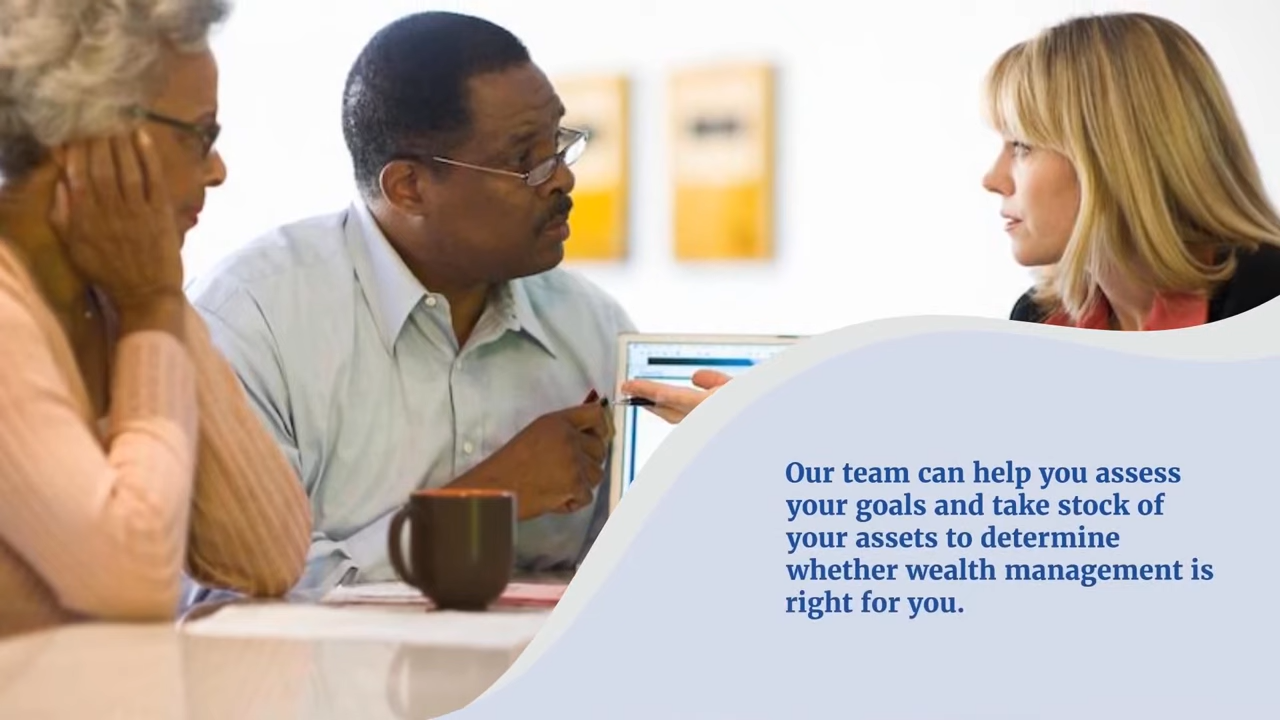 Our team can help you assess
your goals and take stock of
your assets to determine
whether wealth management is
right for you.